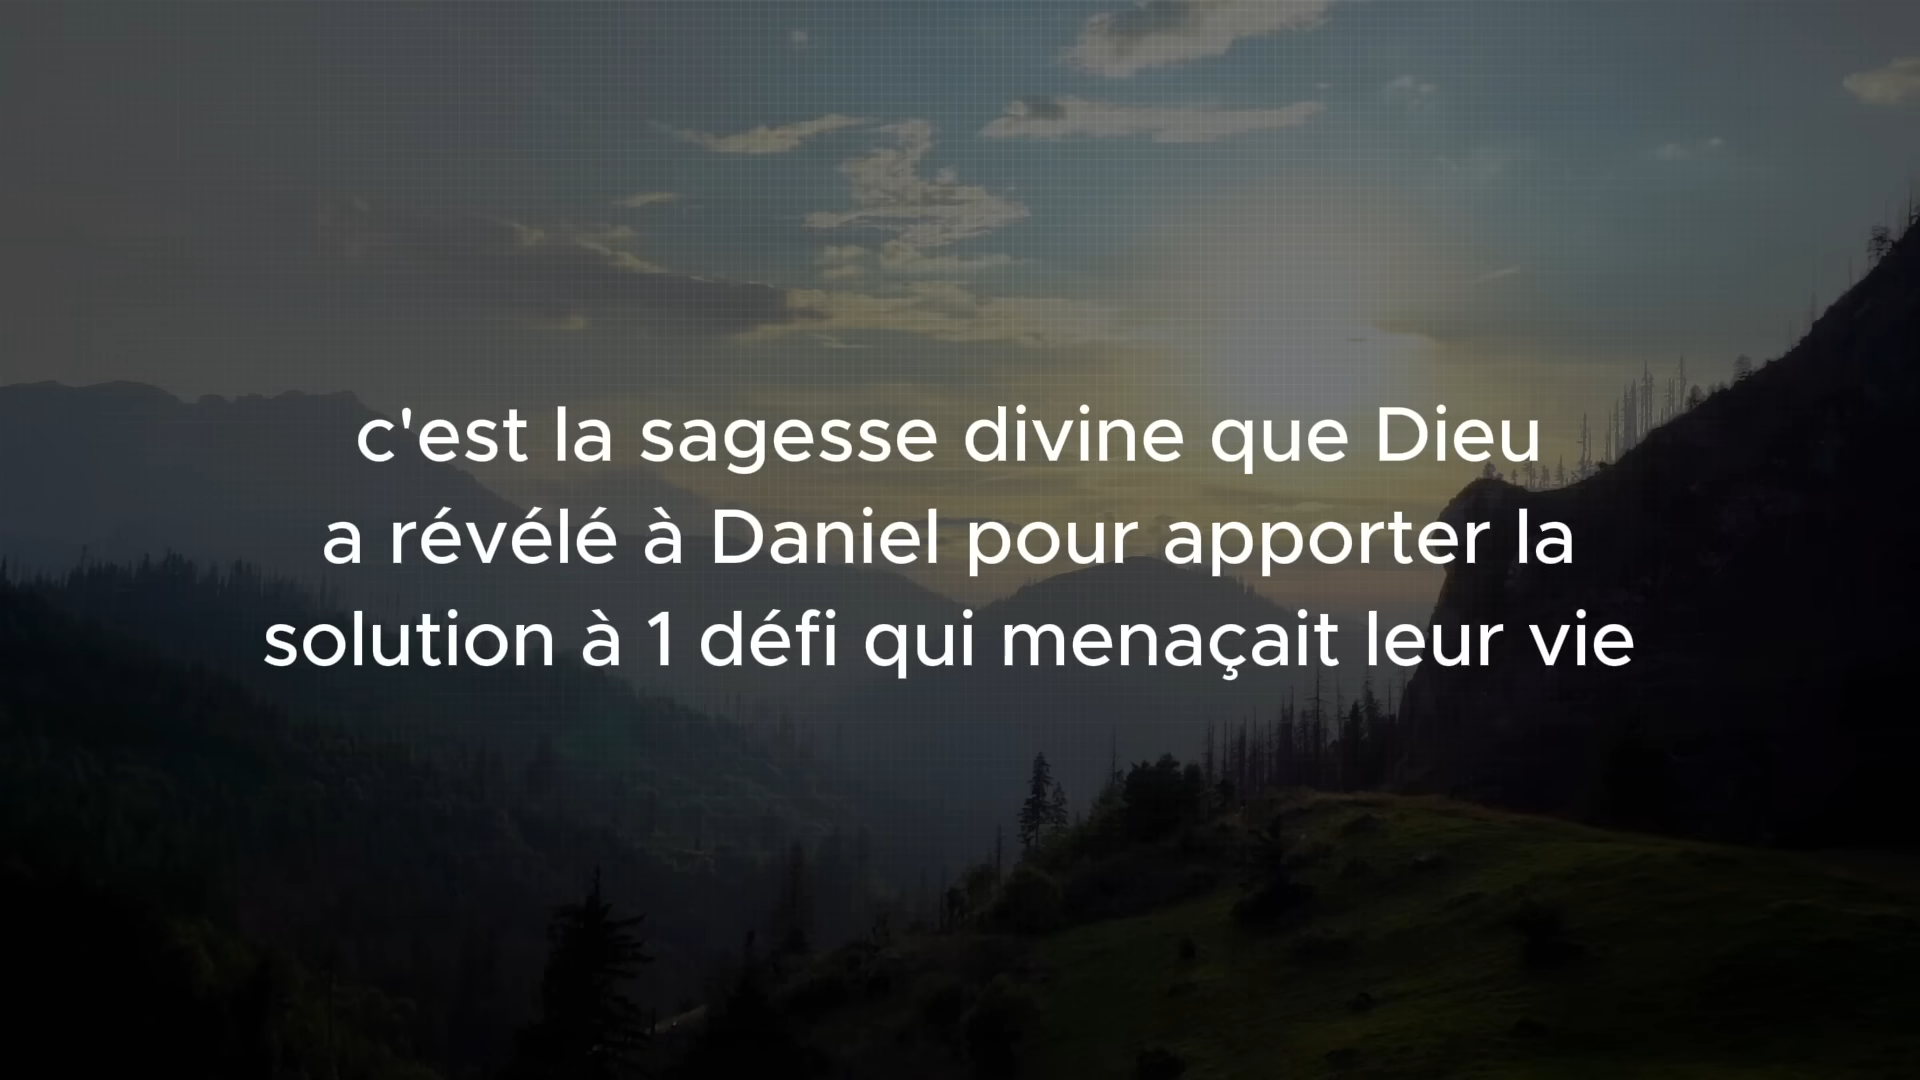 c'est la sagesse divine que Dieu
a révélé à Daniel pour apporter la
solution à 1 défi qui menaçait leur vie